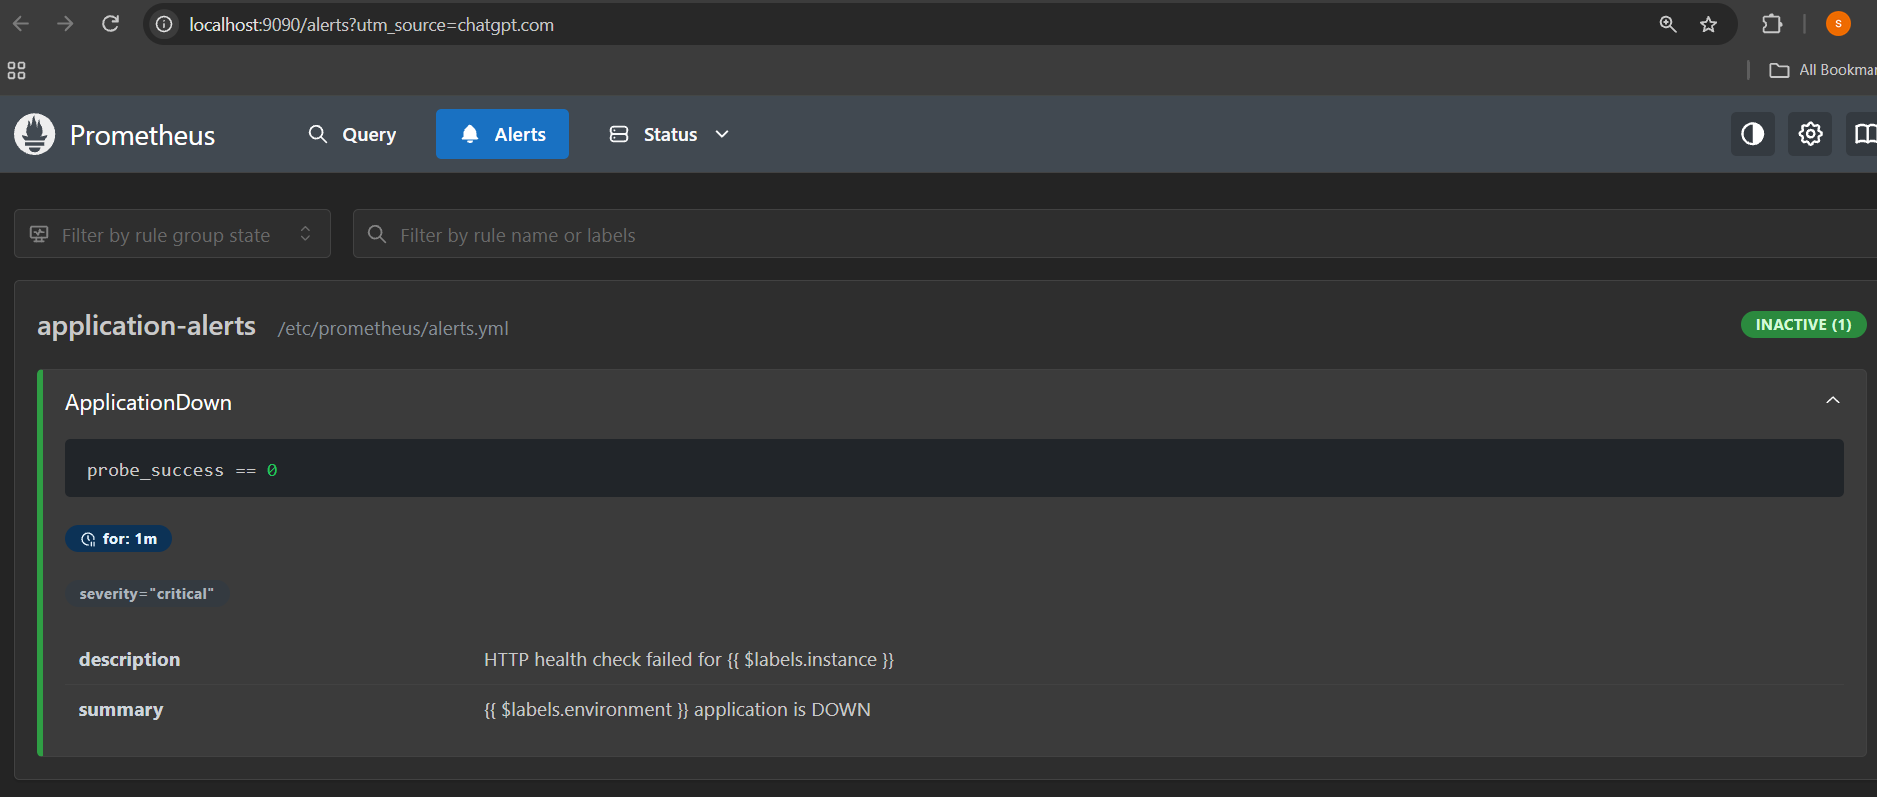 localhost:9090/alerts?utm_source=chatgpt.com
S
All Bookmar
Prometheus
Query
Alerts
Status
Filter by rule group state
Filter by rule name or labels
application-alerts /etc/prometheus/alerts.yml
INACTIVE (1)
ApplicationDown
probe_success == 0
for: 1m
severity="critical"
description HTTP health check failed for {{ $labels.instance }}
summary {{ $labels.environment }} application is DOWN